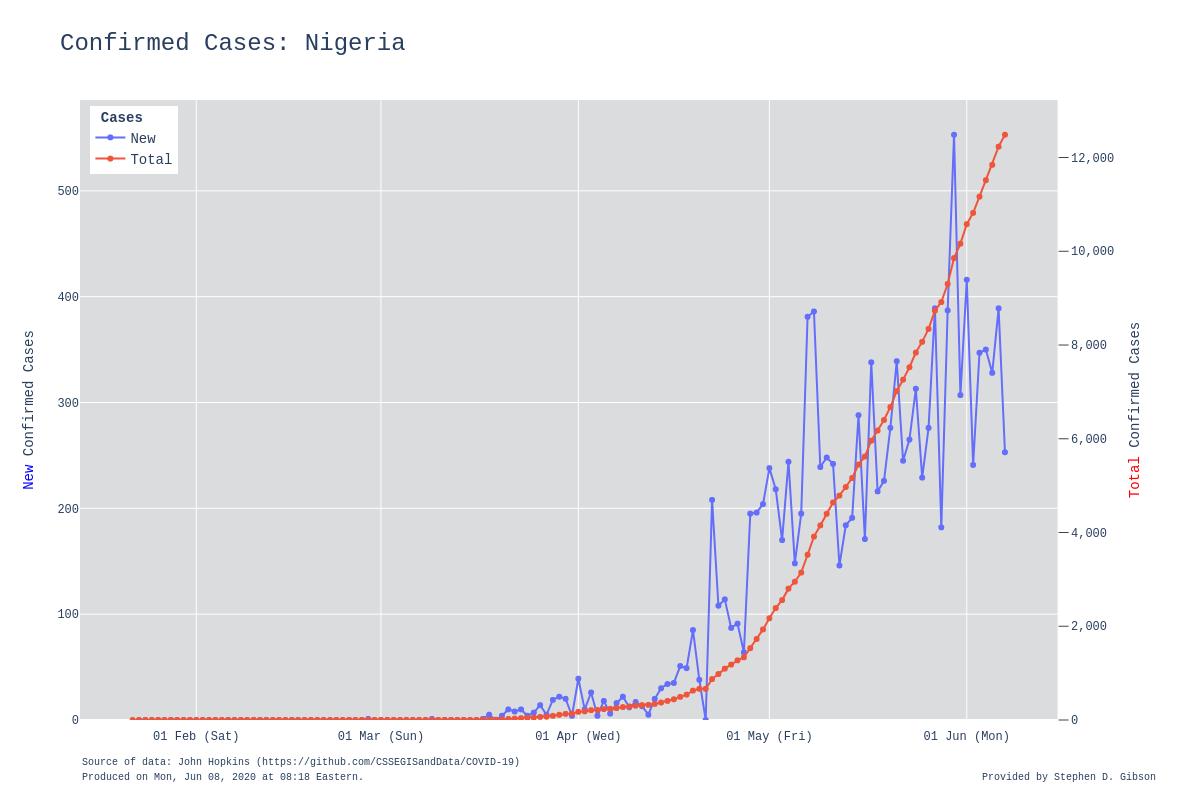 Confirmed Cases: Nigeria
Cases
New
Total
500
400
300
200
100
0
12,000
10,000
8,000
6,000
4,000
2,000
0
New Confirmed Cases
Total Confirmed Cases
01 Feb (Sat)
01 Mar (Sun)
01 Apr (Wed)
01 May (Fri)
01 Jun (Mon)
Source of data: John Hopkins (https://github.com/CSSEGISandData/COVID-19)
Produced on Mon, Jun 08, 2020 at 08:18 Eastern.
Provided by Stephen D. Gibson